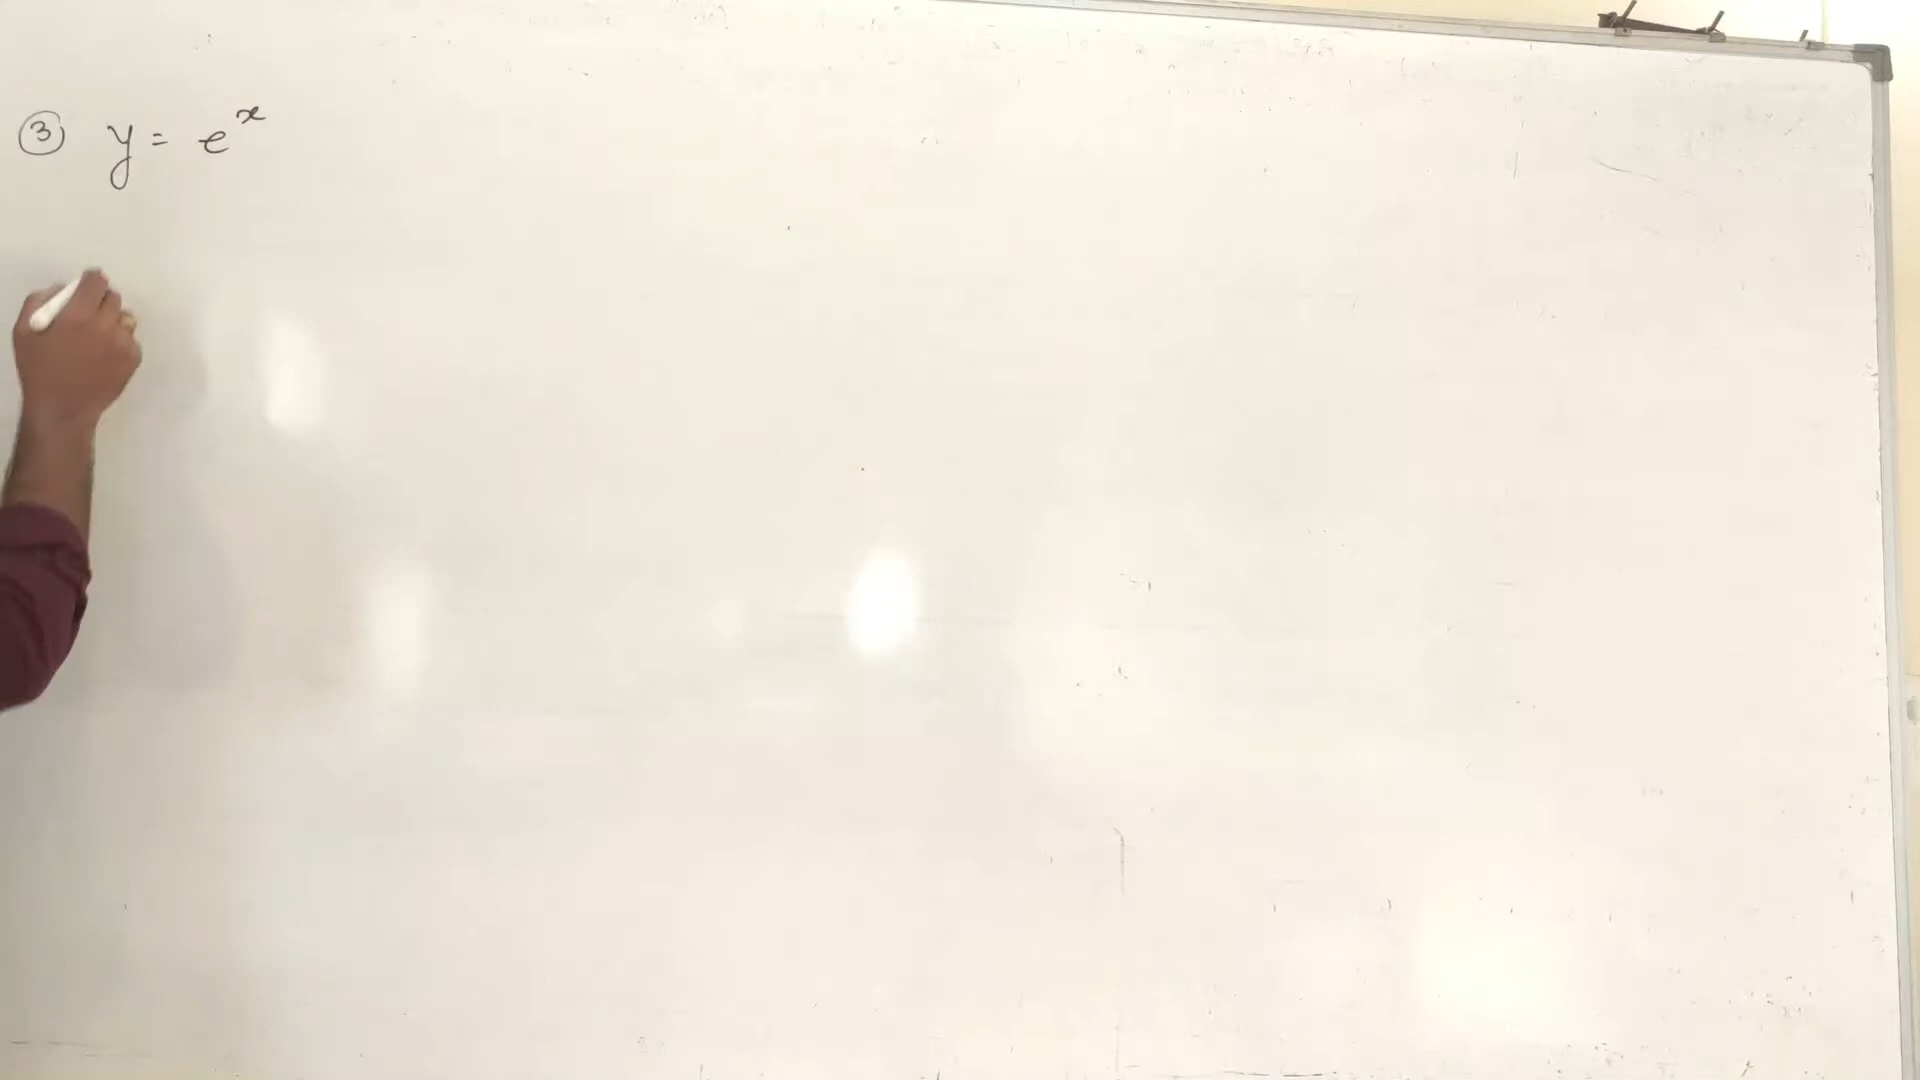 ③ y = eˣ